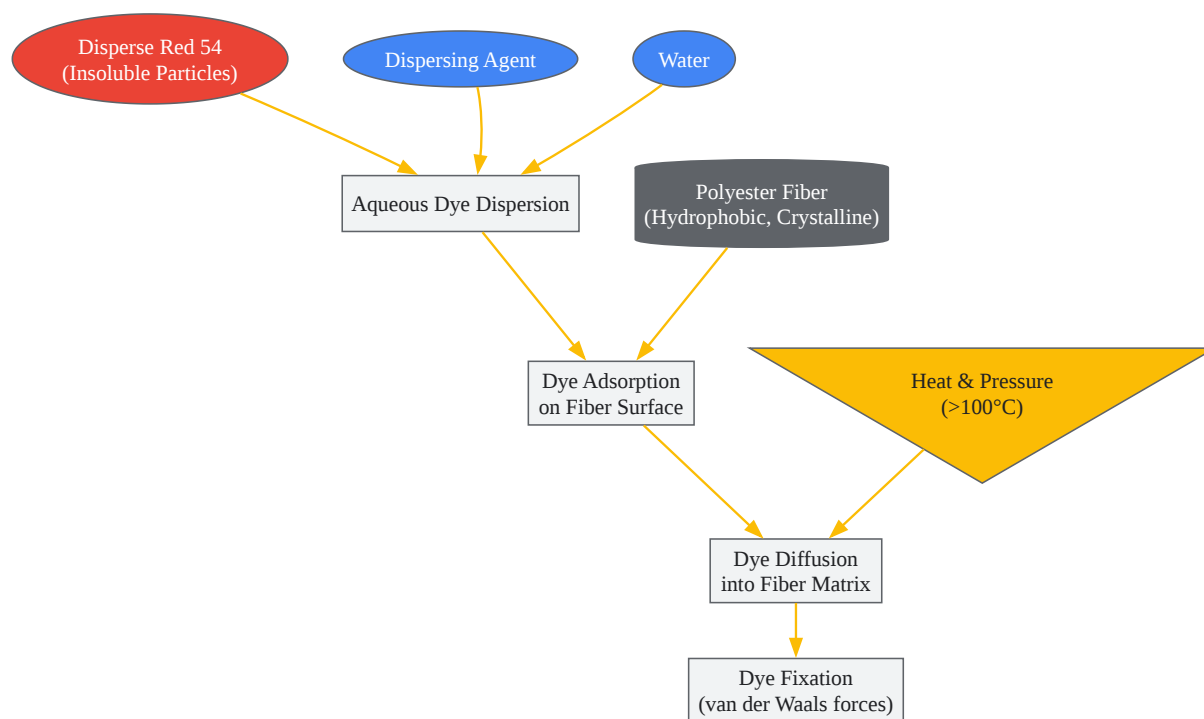 Disperse Red 54
(Insoluble Particles)
Dispersing Agent
Water
Aqueous Dye Dispersion
Polyester Fiber
(Hydrophobic, Crystalline)
Dye Adsorption
on Fiber Surface
Heat & Pressure
(>100°C)
Dye Diffusion
into Fiber Matrix
Dye Fixation
(van der Waals forces)